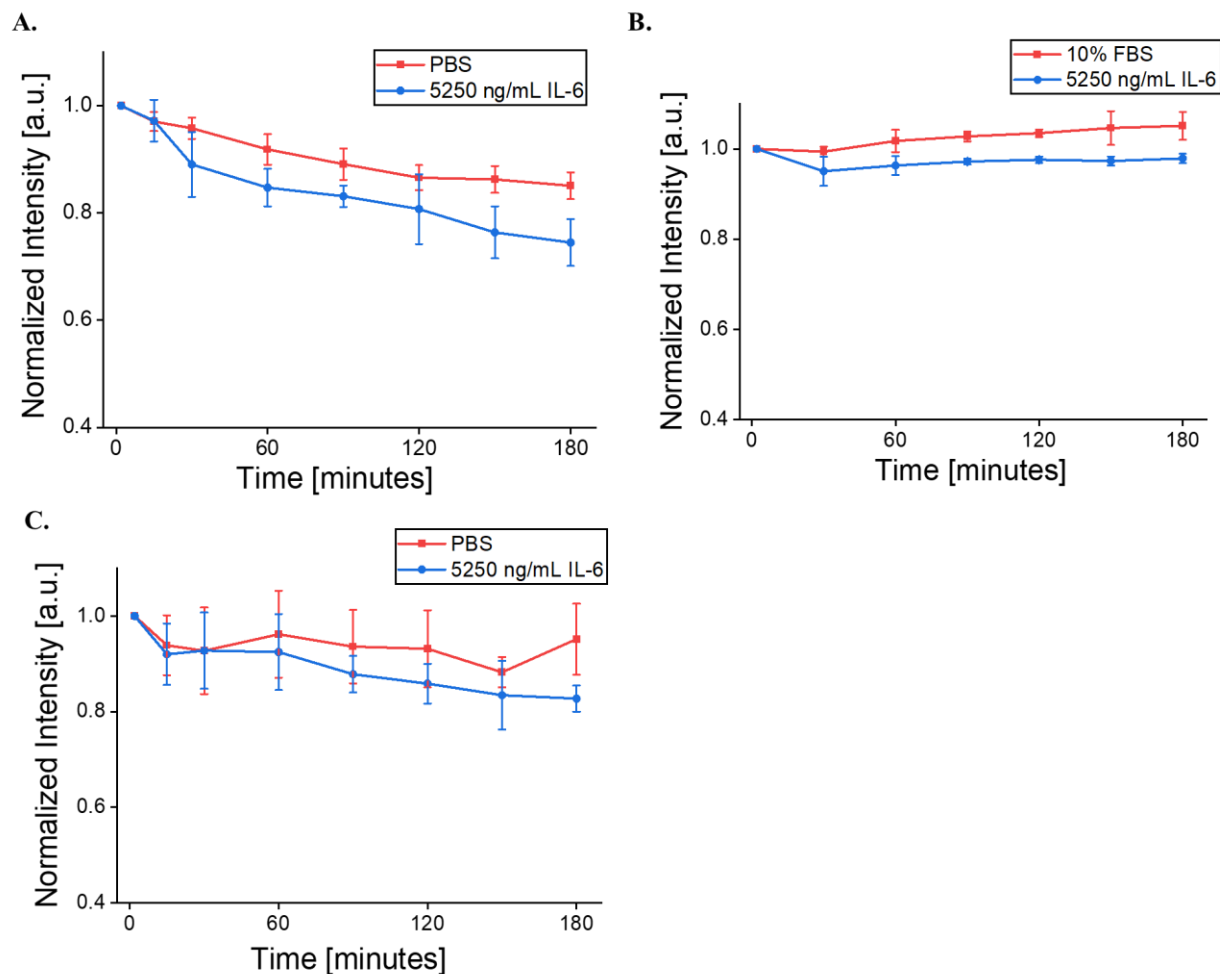 A.
PBS
5250 ng/mL IL-6
Normalized Intensity [a.u.]
1.0
0.8
0.6
0.4
0
60
120
180
Time [minutes]
B.
10% FBS
5250 ng/mL IL-6
Normalized Intensity [a.u.]
1.0
0.8
0.6
0.4
0
60
120
180
Time [minutes]
C.
PBS
5250 ng/mL IL-6
Normalized Intensity [a.u.]
1.0
0.8
0.6
0.4
0
60
120
180
Time [minutes]